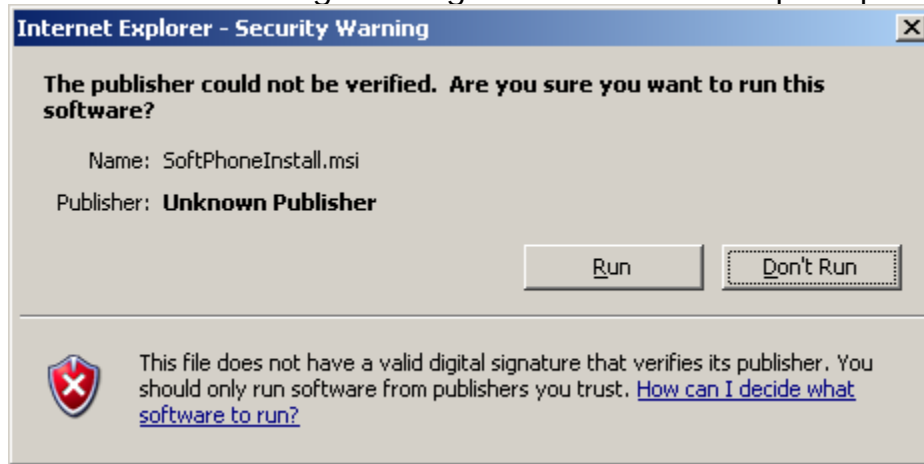 Internet Explorer - Security Warning
The publisher could not be verified.  Are you sure you want to run this
software?
Name: SoftPhoneInstall.msi
Publisher: Unknown Publisher
Run
Don't Run
This file does not have a valid digital signature that verifies its publisher. You
should only run software from publishers you trust. How can I decide what
software to run?